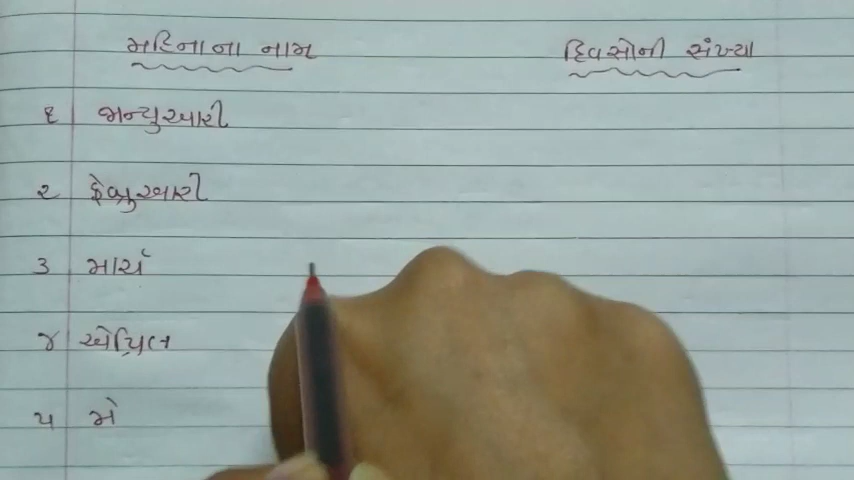 મહિનાના નામ દિવસોની સંખ્યા
૧ જાન્યુઆરી
૨ ફેબ્રુઆરી
૩ માર્ચ
૪ એપ્રિલ
૫ મે